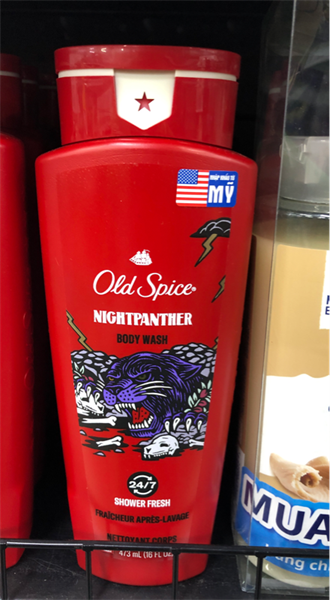 NHẬP KHẨU TỪ
MỸ
Old Spice
NIGHTPANTHER
BODY WASH
24/7
SHOWER FRESH
FRAÎCHEUR APRÈS-LAVAGE
NETTOYANT CORPS
473 mL (16 FL OZ
MUA